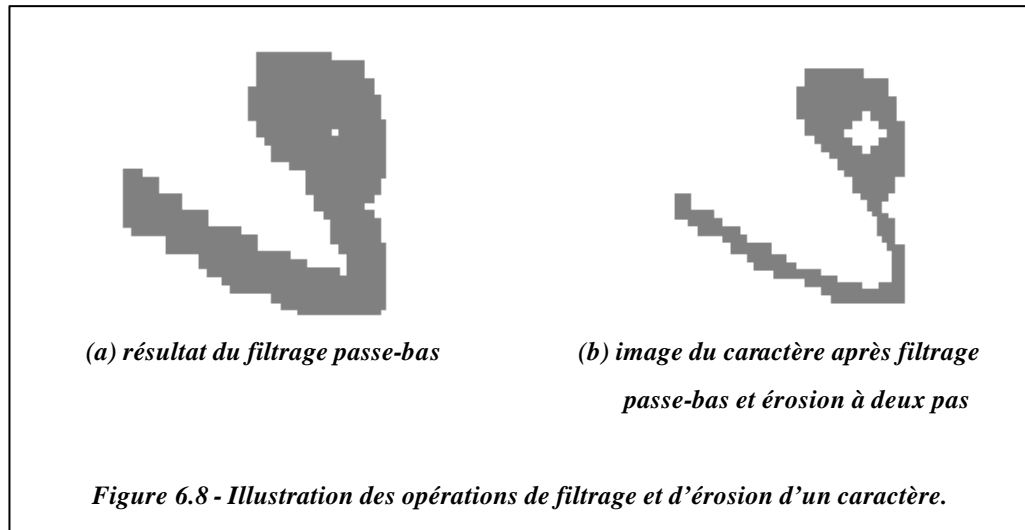 (a) résultat du filtrage passe-bas
(b) image du caractère après filtrage
passe-bas et érosion à deux pas
Figure 6.8 - Illustration des opérations de filtrage et d'érosion d'un caractère.